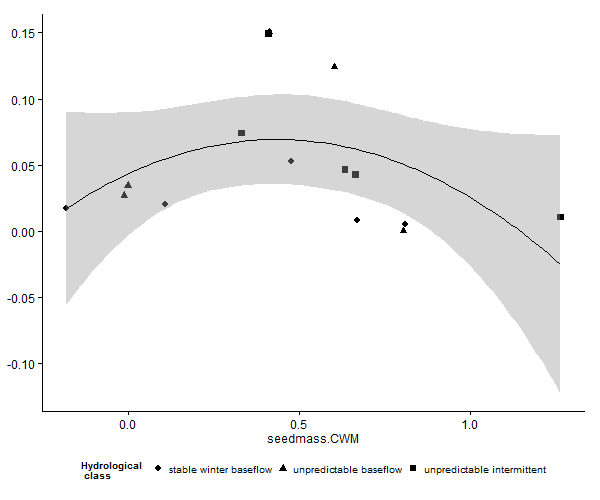 0.15
0.10
0.05
0.00
-0.05
-0.10
0.0 0.5 1.0
seedmass.CWM
Hydrological
class
stable winter baseflow unpredictable baseflow unpredictable intermittent